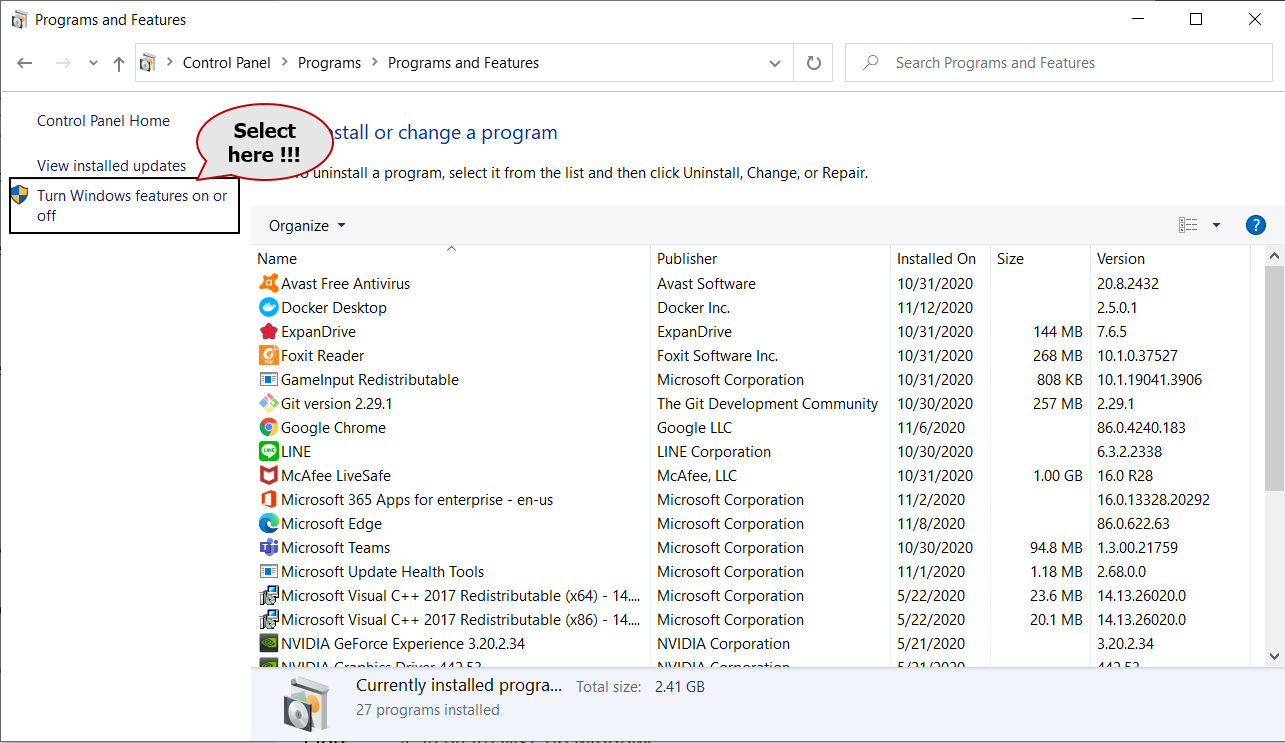 Programs and Features
Control Panel > Programs > Programs and Features
Search Programs and Features
Control Panel Home
View installed updates
Turn Windows features on or
off
Select
here !!!
stall or change a program
uninstall a program, select it from the list and then click Uninstall, Change, or Repair.
Organize
Name Publisher Installed On Size Version
Avast Free Antivirus Avast Software 10/31/2020 20.8.2432
Docker Desktop Docker Inc. 11/12/2020 2.5.0.1
ExpanDrive ExpanDrive 10/31/2020 144 MB 7.6.5
Foxit Reader Foxit Software Inc. 10/31/2020 268 MB 10.1.0.37527
GameInput Redistributable Microsoft Corporation 10/31/2020 808 KB 10.1.19041.3906
Git version 2.29.1 The Git Development Community 10/30/2020 257 MB 2.29.1
Google Chrome Google LLC 11/6/2020 86.0.4240.183
LINE LINE Corporation 10/30/2020 6.3.2.2338
McAfee LiveSafe McAfee, LLC 10/31/2020 1.00 GB 16.0 R28
Microsoft 365 Apps for enterprise - en-us Microsoft Corporation 11/2/2020 16.0.13328.20292
Microsoft Edge Microsoft Corporation 11/8/2020 86.0.622.63
Microsoft Teams Microsoft Corporation 10/30/2020 94.8 MB 1.3.00.21759
Microsoft Update Health Tools Microsoft Corporation 11/1/2020 1.18 MB 2.68.0.0
Microsoft Visual C++ 2017 Redistributable (x64) - 14.... Microsoft Corporation 5/22/2020 23.6 MB 14.13.26020.0
Microsoft Visual C++ 2017 Redistributable (x86) - 14.... Microsoft Corporation 5/22/2020 20.1 MB 14.13.26020.0
NVIDIA GeForce Experience 3.20.2.34 NVIDIA Corporation 5/21/2020 3.20.2.34
NVIDIA Graphics Driver 442.53 NVIDIA Corporation 5/21/2020 442.53
Currently installed progra... Total size: 2.41 GB
27 programs installed